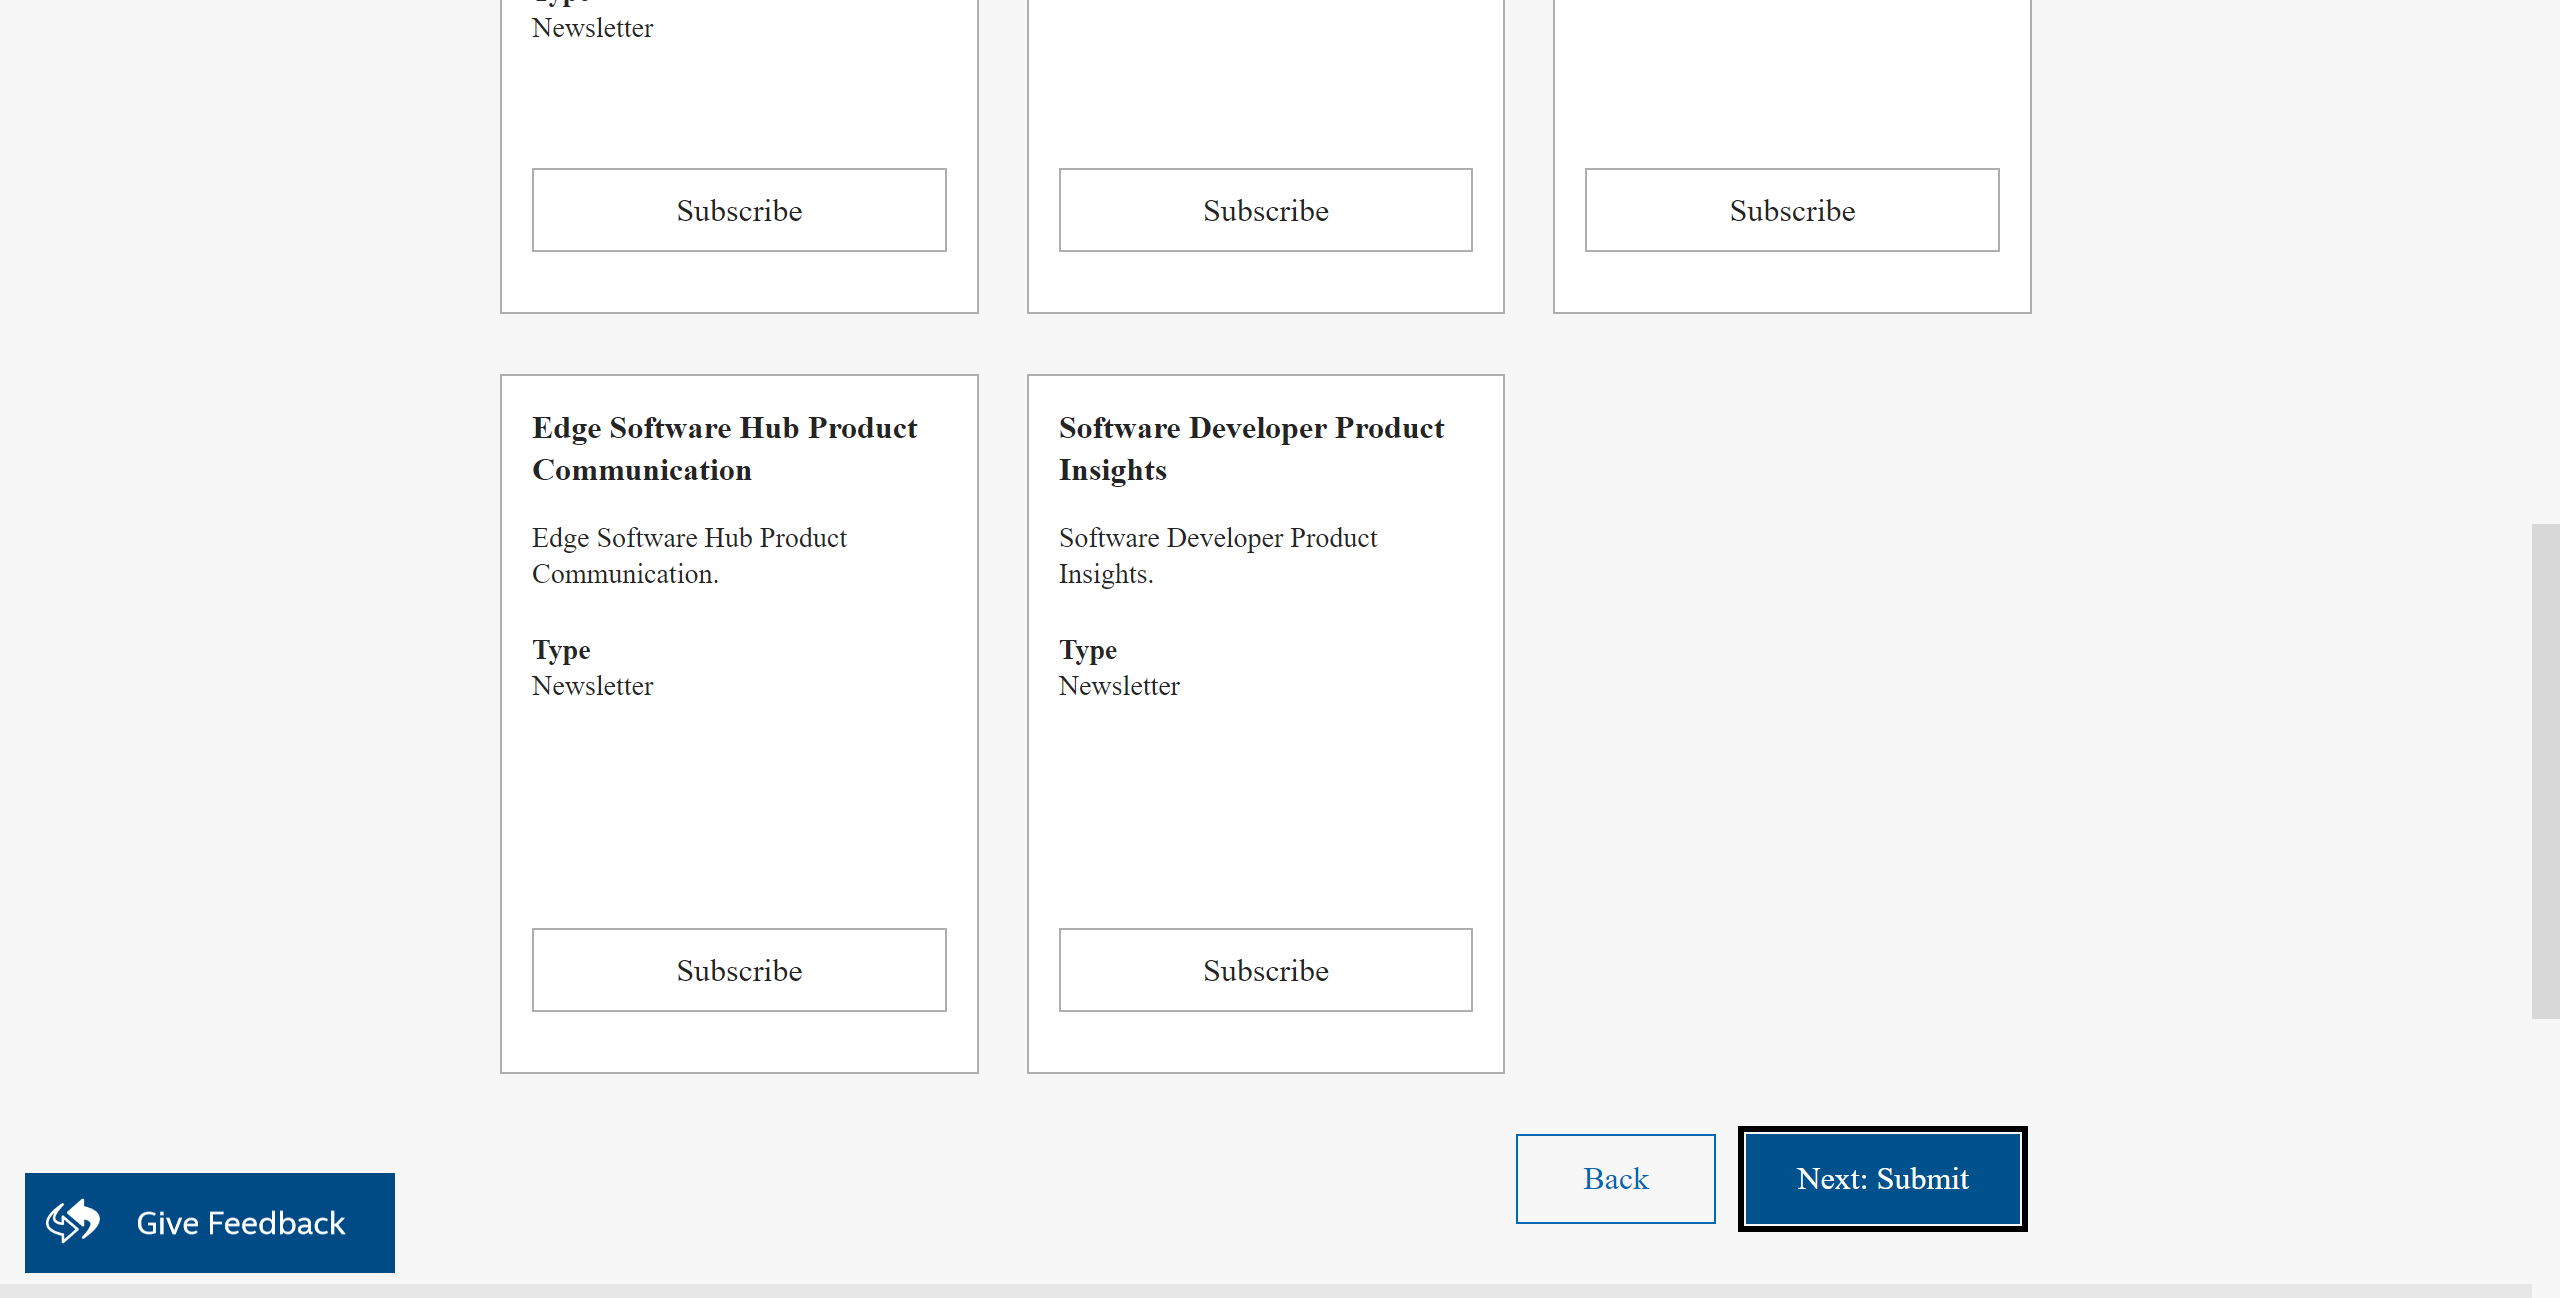 Newsletter
Subscribe
Subscribe
Subscribe
Edge Software Hub Product
Communication
Edge Software Hub Product
Communication.
Type
Newsletter
Subscribe
Software Developer Product
Insights
Software Developer Product
Insights.
Type
Newsletter
Subscribe
Back
Next: Submit
Give Feedback